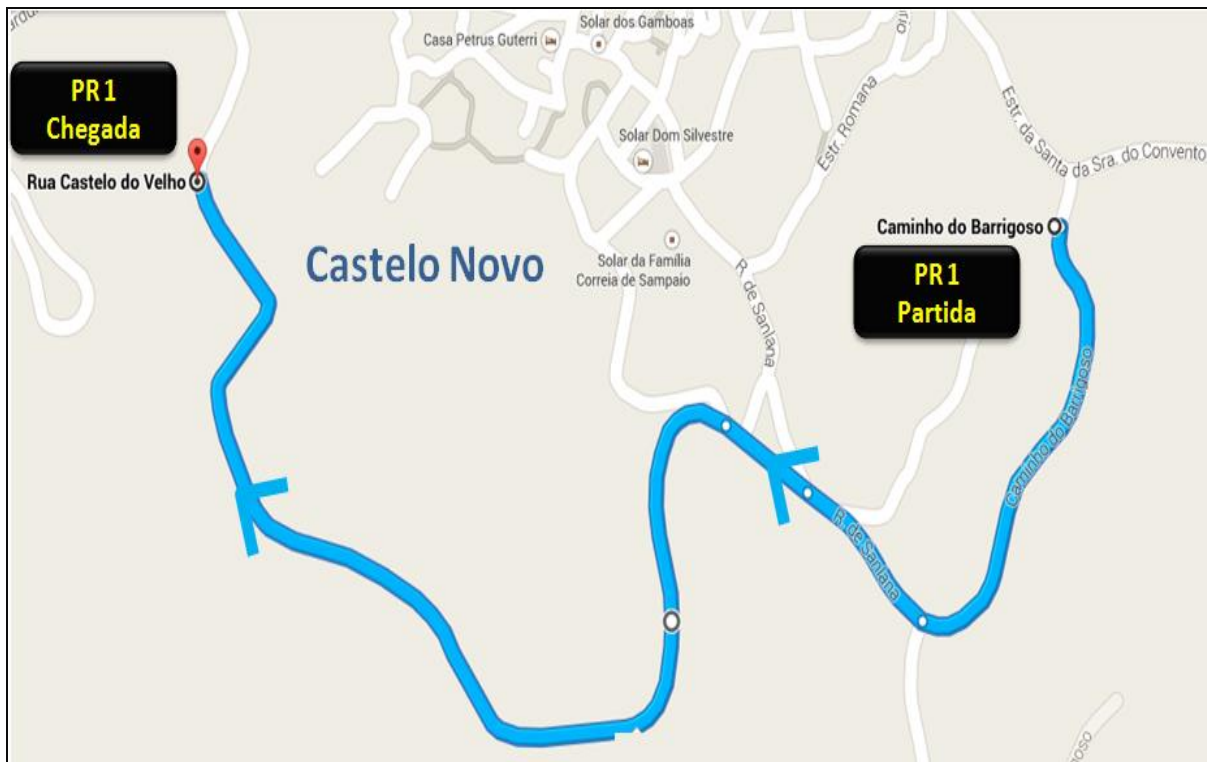 Solar dos Gamboas
Casa Petrus Guterri
PR 1
Chegada
Solar Dom Silvestre
Estr. Romana
Estr. da Santa da Sra. do Convento
Rua Castelo do Velho
Caminho do Barrigoso
Castelo Novo
Solar da Família
Correia de Sampaio
R. de Sanlana
PR 1
Partida
Caminho do Barrigoso
R. de Sanlana